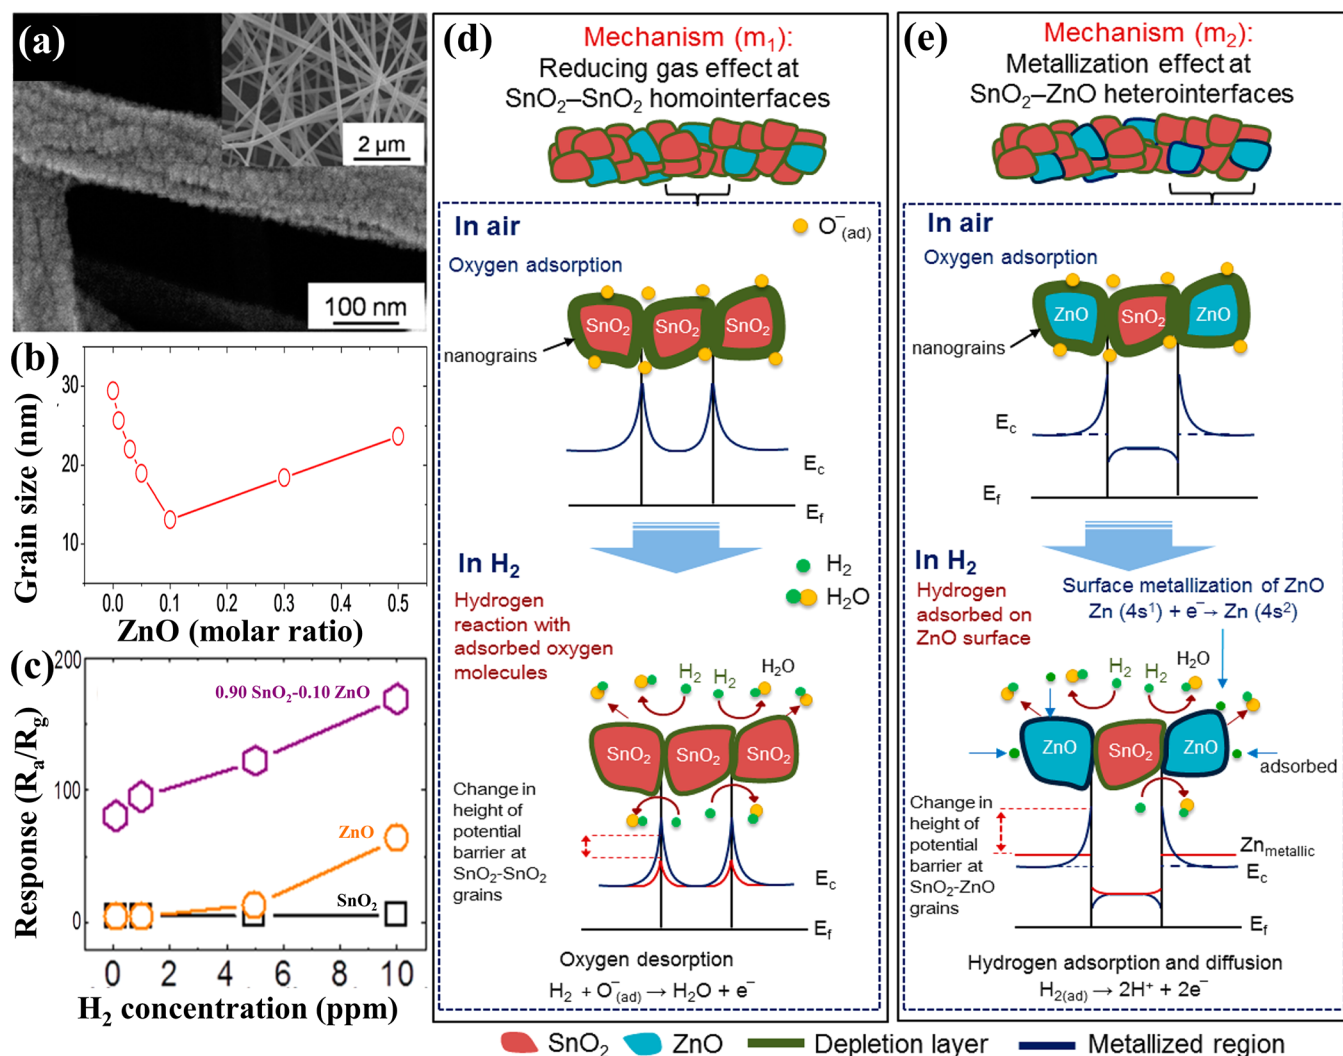 (a)
2 µm
100 nm
(b)
Grain size (nm)
30
20
10
0.0 0.1 0.2 0.3 0.4 0.5
ZnO (molar ratio)
(c)
Response (Ra/Rg)
200
100
0
0.90 SnO2-0.10 ZnO
ZnO
SnO2
0 2 4 6 8 10
H2 concentration (ppm)
(d)
Mechanism (m1):
Reducing gas effect at
SnO2–SnO2 homointerfaces
In air
O−(ad)
Oxygen adsorption
SnO2 SnO2 SnO2
nanograins
Ec
Ef
In H2
H2
H2O
Hydrogen
reaction with
adsorbed oxygen
molecules
H2 H2 H2O
SnO2 SnO2 SnO2
Change in
height of
potential
barrier at
SnO2-SnO2
grains
Ec
Ef
Oxygen desorption
H2 + O−(ad) → H2O + e−
(e)
Mechanism (m2):
Metallization effect at
SnO2–ZnO heterointerfaces
In air
Oxygen adsorption
ZnO SnO2 ZnO
nanograins
Ec
Ef
In H2
Hydrogen
adsorbed on
ZnO surface
Surface metallization of ZnO
Zn (4s1) + e− → Zn (4s2)
H2 H2 H2O
ZnO SnO2 ZnO
adsorbed
Change in
height of
potential
barrier at
SnO2-ZnO
grains
Znmetallic
Ec
Ef
Hydrogen adsorption and diffusion
H2(ad) → 2H+ + 2e−
SnO2 ZnO Depletion layer Metallized region